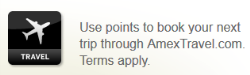 TRAVEL
Use points to book your next
trip through AmexTravel.com.
Terms apply.